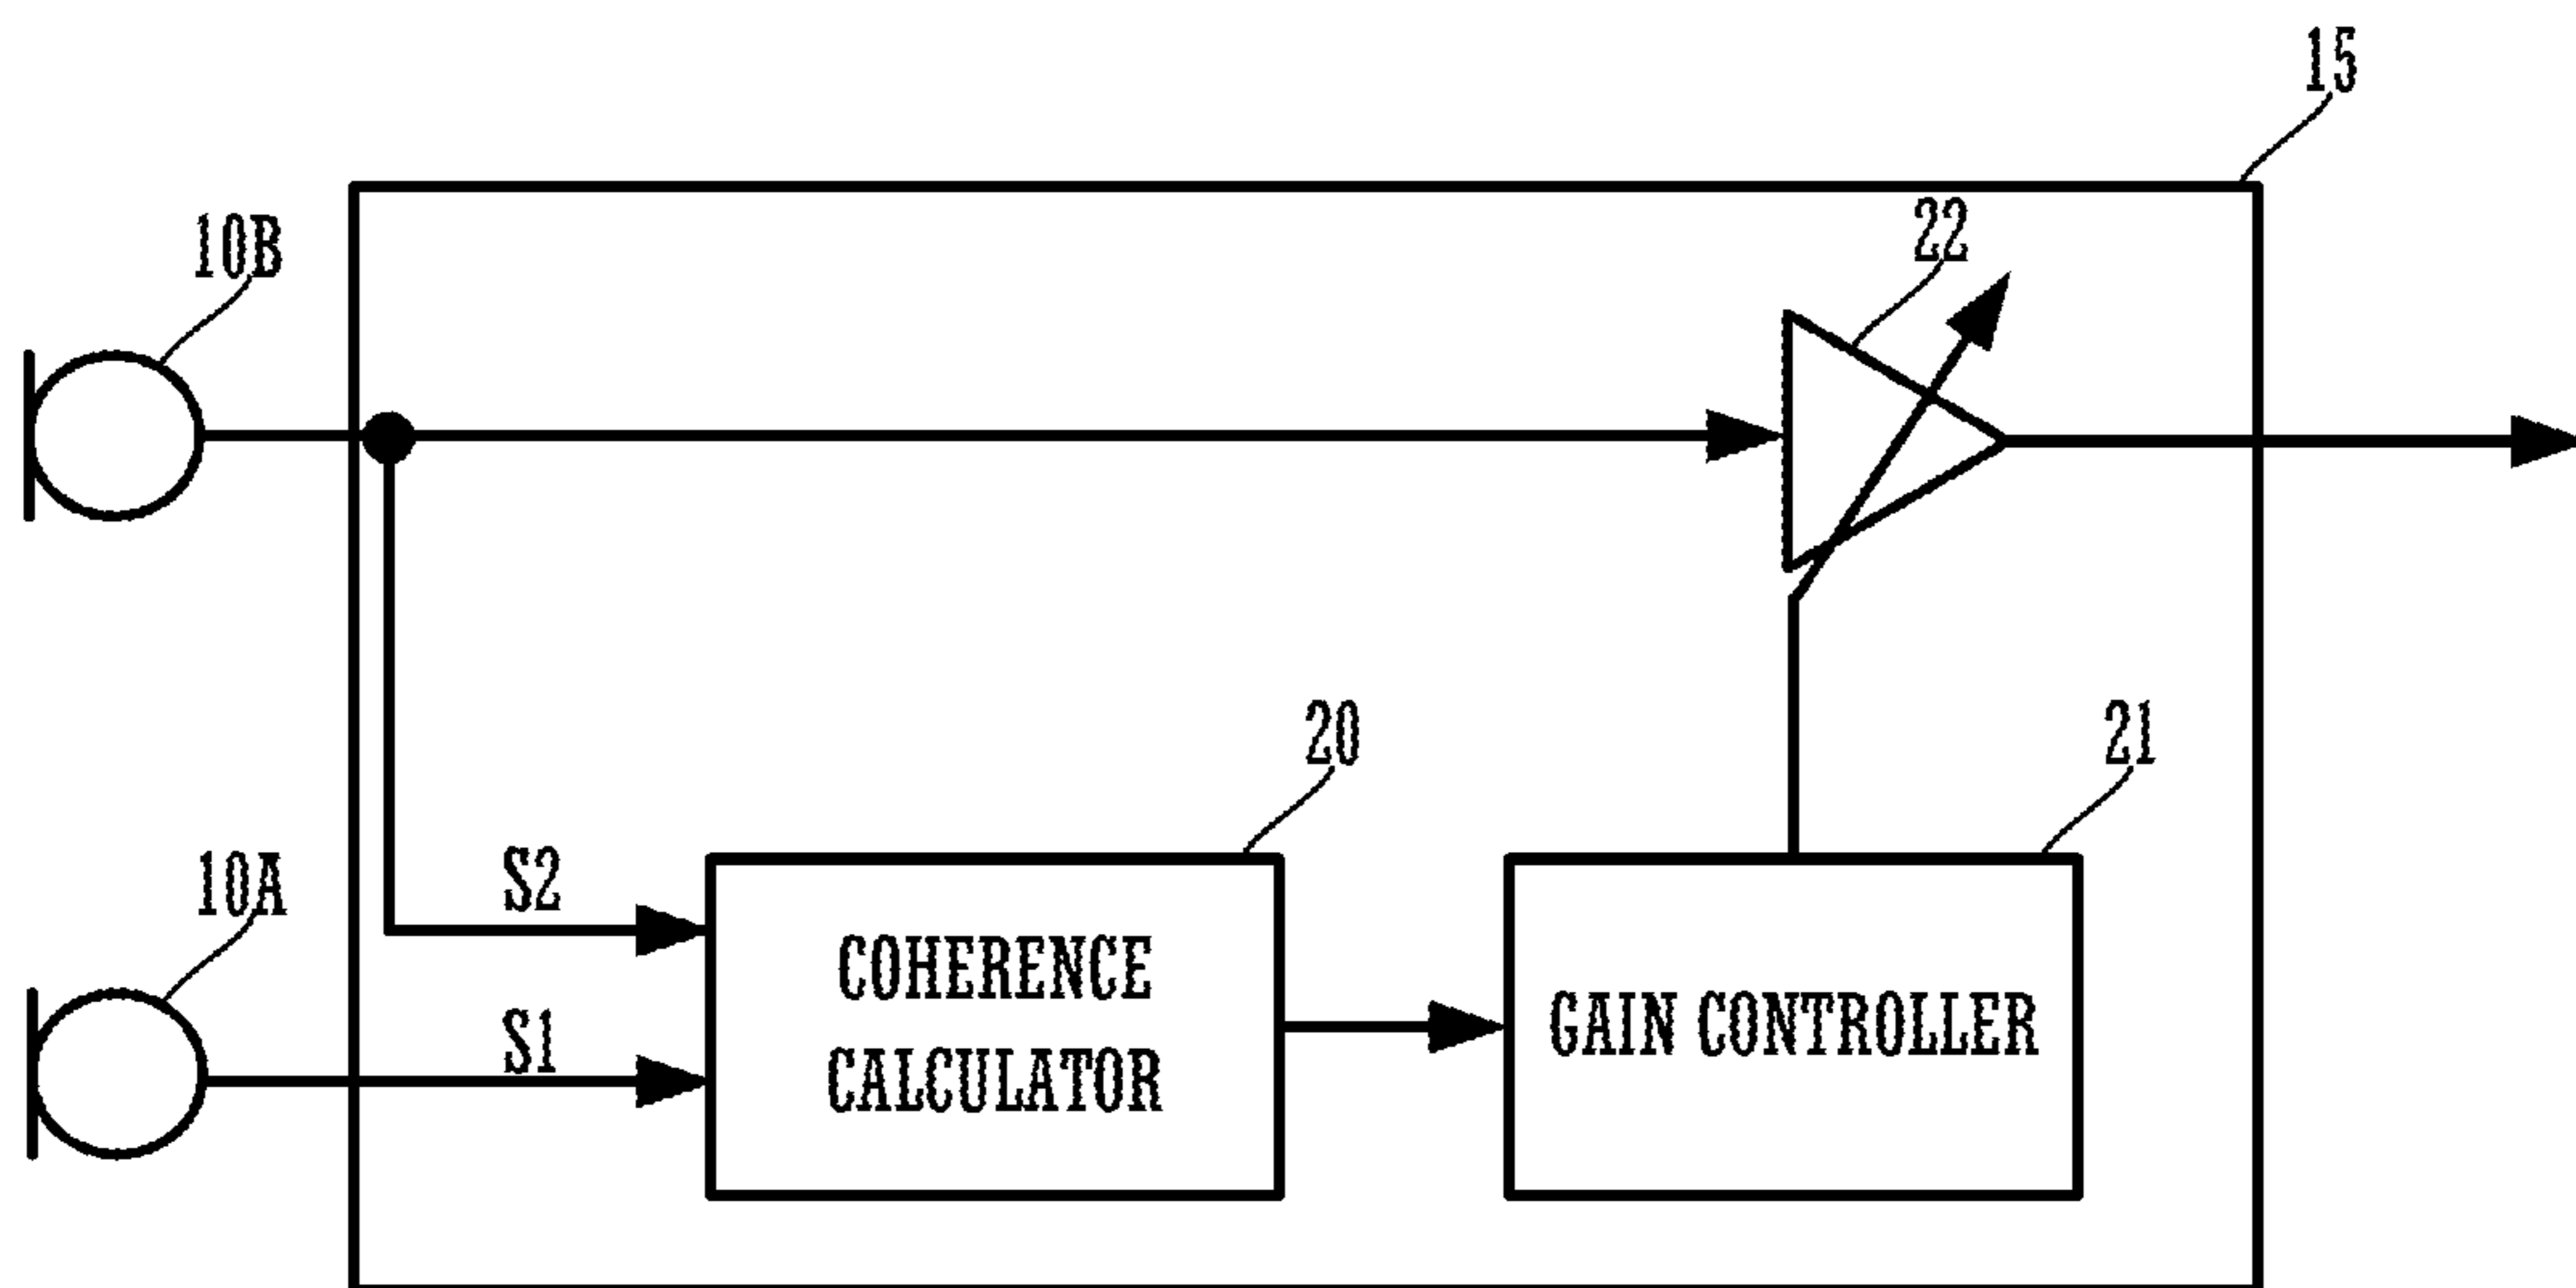 15
22
10B
20
21
10A
S2
S1
COHERENCE
CALCULATOR
GAIN CONTROLLER